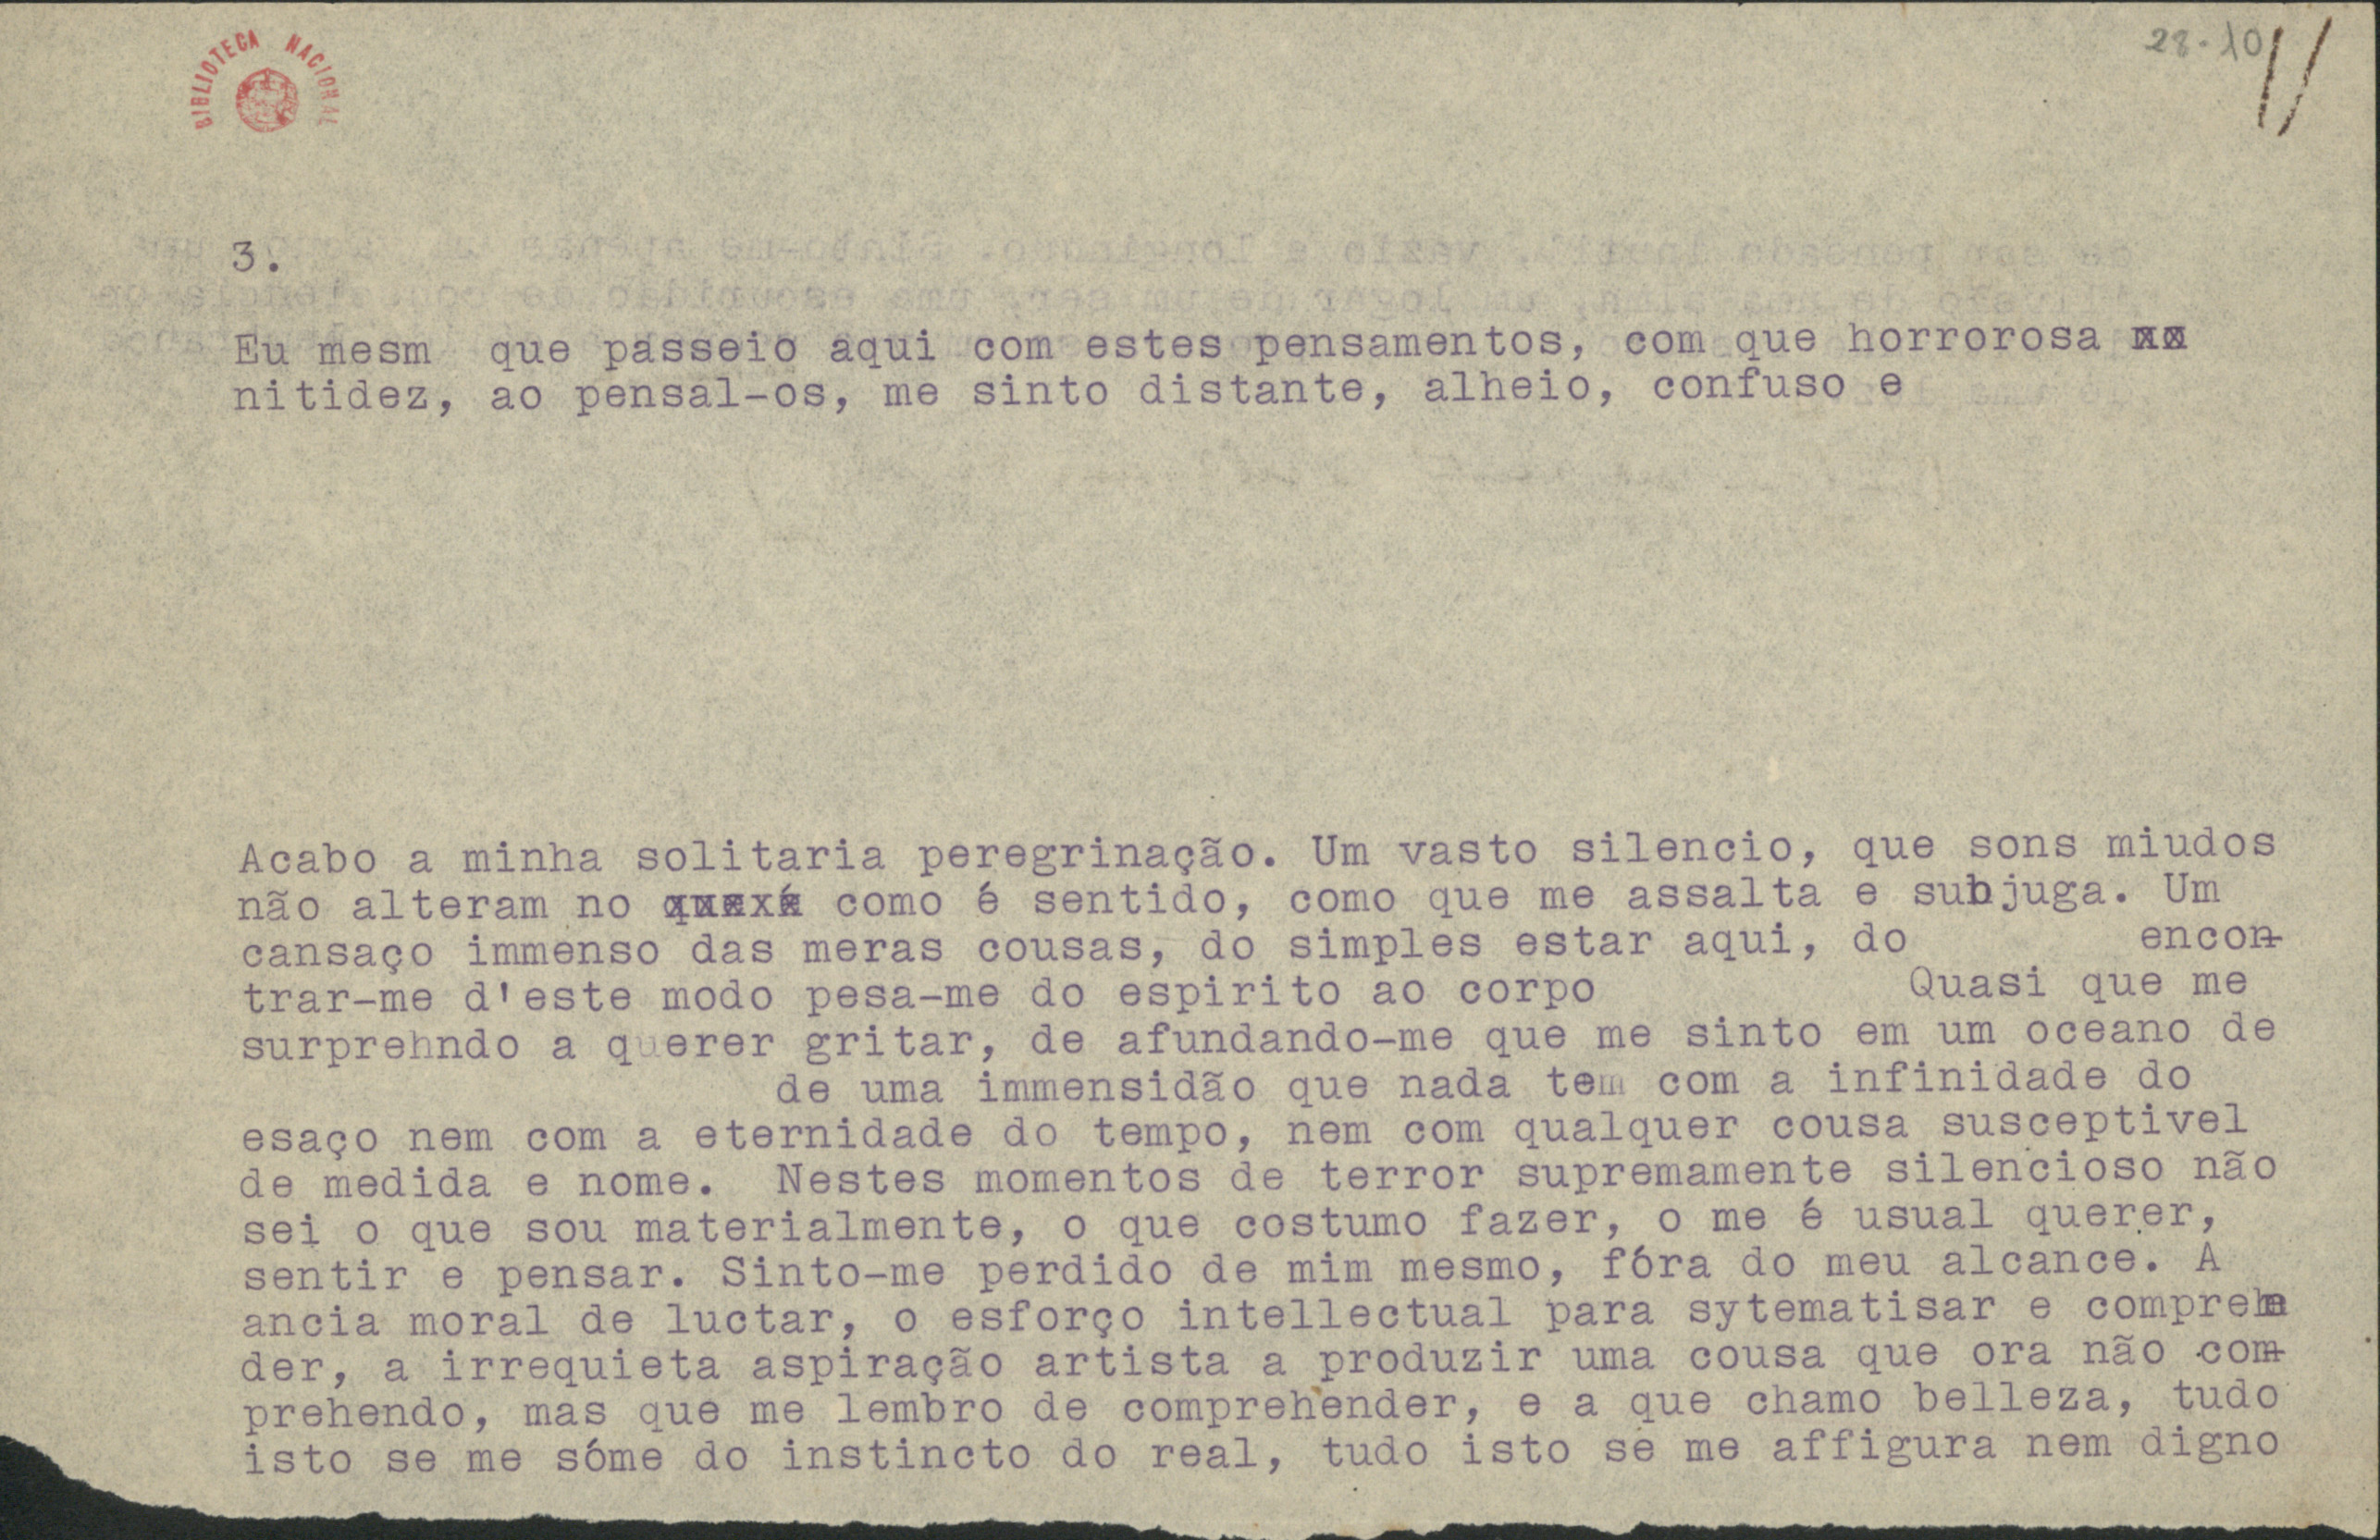 BIBLIOTECA NACIONAL
28-10
3.
Eu mesm  que passeio aqui com estes pensamentos, com que horrorosa xx
nitidez, ao pensal-os, me sinto distante, alheio, confuso e
Acabo a minha solitaria peregrinação. Um vasto silencio, que sons miudos
não alteram no como é sentido, como que me assalta e subjuga. Um
cansaço immenso das meras cousas, do simples estar aqui, do encon-
trar-me d'este modo pesa-me do espirito ao corpo Quasi que me
surprehndo a querer gritar, de afundando-me que me sinto em um oceano de
de uma immensidão que nada tem com a infinidade do
esaço nem com a eternidade do tempo, nem com qualquer cousa susceptivel
de medida e nome.  Nestes momentos de terror supremamente silencioso não
sei o que sou materialmente, o que costumo fazer, o me é usual querer,
sentir e pensar. Sinto-me perdido de mim mesmo, fóra do meu alcance. A
ancia moral de luctar, o esforço intellectual para sytematisar e comprehen
der, a irrequieta aspiração artista a produzir uma cousa que ora não com-
prehendo, mas que me lembro de comprehender, e a que chamo belleza, tudo
isto se me sóme do instincto do real, tudo isto se me affigura nem digno